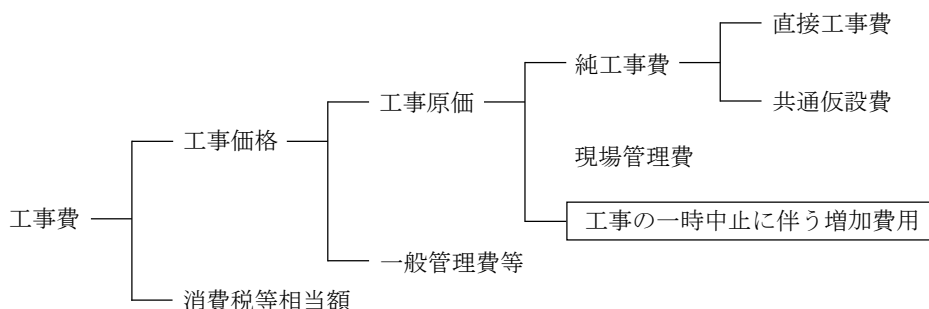 直接工事費
純工事費
工事原価
共通仮設費
工事価格
現場管理費
工事費
工事の一時中止に伴う増加費用
一般管理費等
消費税等相当額